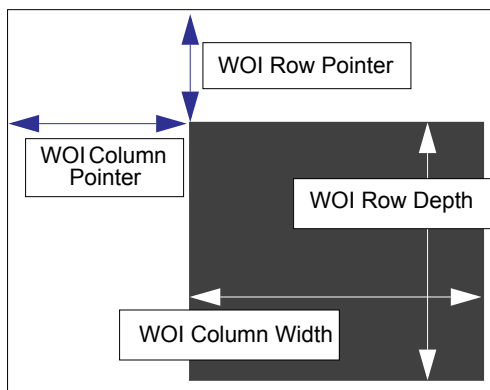 WOI Row Pointer
WOI Column
Pointer
WOI Row Depth
WOI Column Width